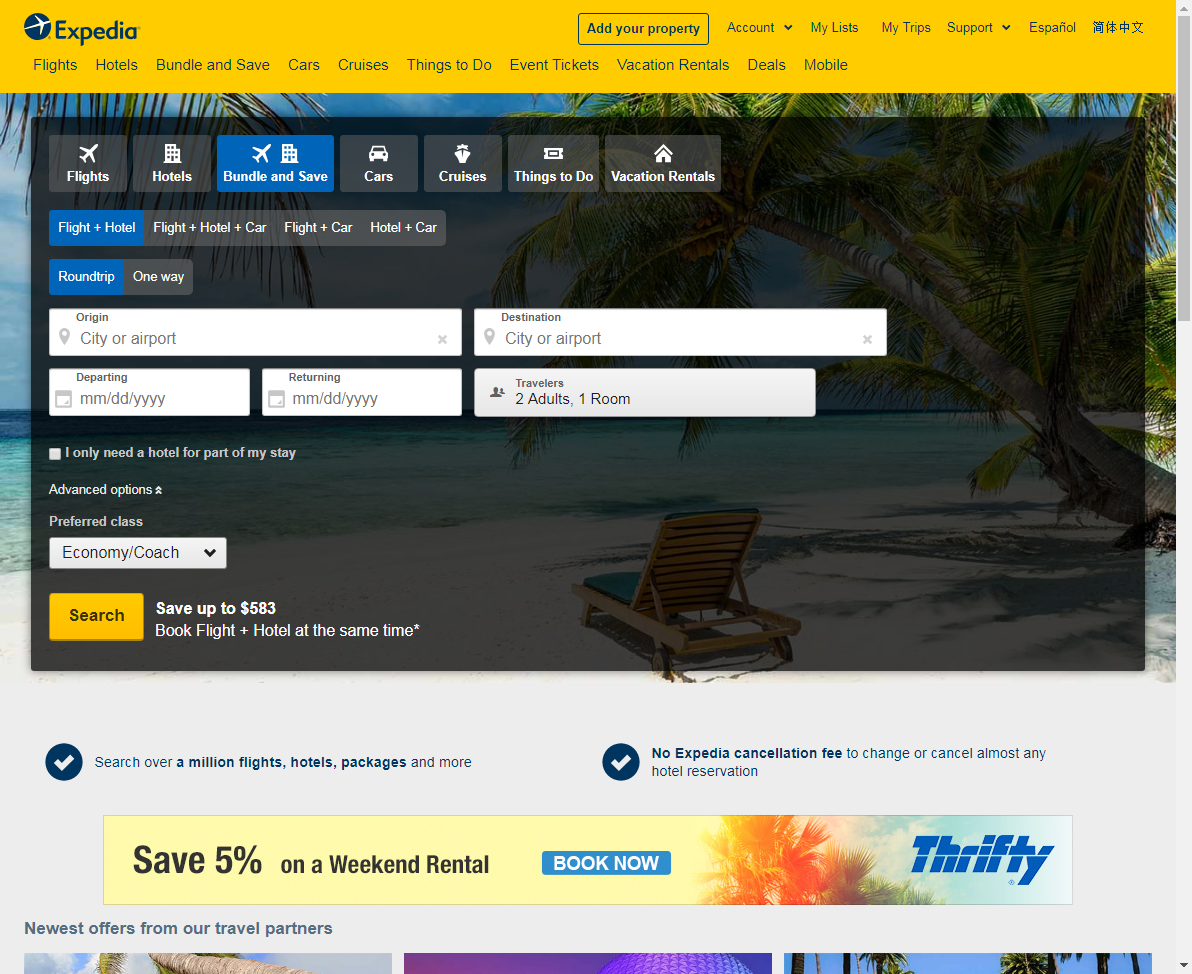 Expedia
Add your property
Account
My Lists
My Trips
Support
Español
简体中文
Flights
Hotels
Bundle and Save
Cars
Cruises
Things to Do
Event Tickets
Vacation Rentals
Deals
Mobile
Flights
Hotels
Bundle and Save
Cars
Cruises
Things to Do
Vacation Rentals
Flight + Hotel
Flight + Hotel + Car
Flight + Car
Hotel + Car
Roundtrip
One way
Origin
City or airport
Destination
City or airport
Departing
mm/dd/yyyy
Returning
mm/dd/yyyy
Travelers
2 Adults, 1 Room
I only need a hotel for part of my stay
Advanced options
Preferred class
Economy/Coach
Search
Save up to $583
Book Flight + Hotel at the same time*
Search over a million flights, hotels, packages and more
No Expedia cancellation fee to change or cancel almost any
hotel reservation
Save 5% on a Weekend Rental
BOOK NOW
Thrifty
Newest offers from our travel partners